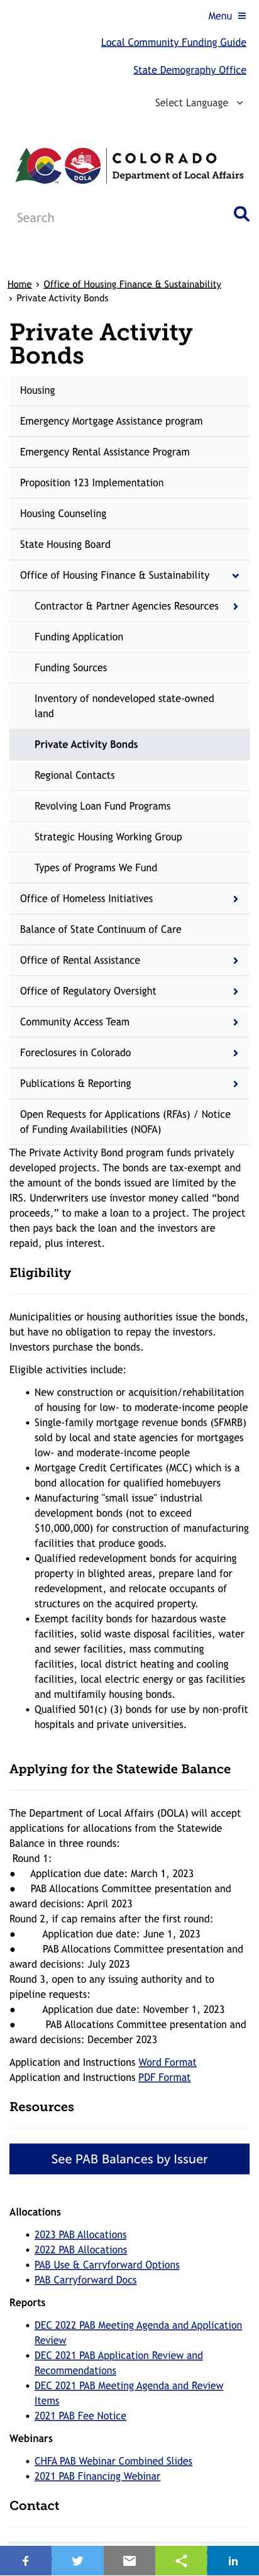 Menu
Local Community Funding Guide
State Demography Office
Select Language
COLORADO
Department of Local Affairs
CO
DOLA
Search
Home › Office of Housing Finance & Sustainability
› Private Activity Bonds
Private Activity
Bonds
Housing
Emergency Mortgage Assistance program
Emergency Rental Assistance Program
Proposition 123 Implementation
Housing Counseling
State Housing Board
Office of Housing Finance & Sustainability
Contractor & Partner Agencies Resources
Funding Application
Funding Sources
Inventory of nondeveloped state-owned
land
Private Activity Bonds
Regional Contacts
Revolving Loan Fund Programs
Strategic Housing Working Group
Types of Programs We Fund
Office of Homeless Initiatives
Balance of State Continuum of Care
Office of Rental Assistance
Office of Regulatory Oversight
Community Access Team
Foreclosures in Colorado
Publications & Reporting
Open Requests for Applications (RFAs) / Notice
of Funding Availabilities (NOFA)
The Private Activity Bond program funds privately
developed projects. The bonds are tax-exempt and
the amount of the bonds issued are limited by the
IRS. Underwriters use investor money called “bond
proceeds,” to make a loan to a project. The project
then pays back the loan and the investors are
repaid, plus interest.
Eligibility
Municipalities or housing authorities issue the bonds,
but have no obligation to repay the investors.
Investors purchase the bonds.
Eligible activities include:
• New construction or acquisition/rehabilitation
of housing for low- to moderate-income people
• Single-family mortgage revenue bonds (SFMRB)
sold by local and state agencies for mortgages
low- and moderate-income people
• Mortgage Credit Certificates (MCC) which is a
bond allocation for qualified homebuyers
• Manufacturing "small issue" industrial
development bonds (not to exceed
$10,000,000) for construction of manufacturing
facilities that produce goods.
• Qualified redevelopment bonds for acquiring
property in blighted areas, prepare land for
redevelopment, and relocate occupants of
structures on the acquired property.
• Exempt facility bonds for hazardous waste
facilities, solid waste disposal facilities, water
and sewer facilities, mass commuting
facilities, local district heating and cooling
facilities, local electric energy or gas facilities
and multifamily housing bonds.
• Qualified 501(c) (3) bonds for use by non-profit
hospitals and private universities.
Applying for the Statewide Balance
The Department of Local Affairs (DOLA) will accept
applications for allocations from the Statewide
Balance in three rounds:
Round 1:
● Application due date: March 1, 2023
● PAB Allocations Committee presentation and
award decisions: April 2023
Round 2, if cap remains after the first round:
● Application due date: June 1, 2023
● PAB Allocations Committee presentation and
award decisions: July 2023
Round 3, open to any issuing authority and to
pipeline requests:
● Application due date: November 1, 2023
● PAB Allocations Committee presentation and
award decisions: December 2023
Application and Instructions Word Format
Application and Instructions PDF Format
Resources
See PAB Balances by Issuer
Allocations
• 2023 PAB Allocations
• 2022 PAB Allocations
• PAB Use & Carryforward Options
• PAB Carryforward Docs
Reports
• DEC 2022 PAB Meeting Agenda and Application
Review
• DEC 2021 PAB Application Review and
Recommendations
• DEC 2021 PAB Meeting Agenda and Review
Items
• 2021 PAB Fee Notice
Webinars
• CHFA PAB Webinar Combined Slides
• 2021 PAB Financing Webinar
Contact